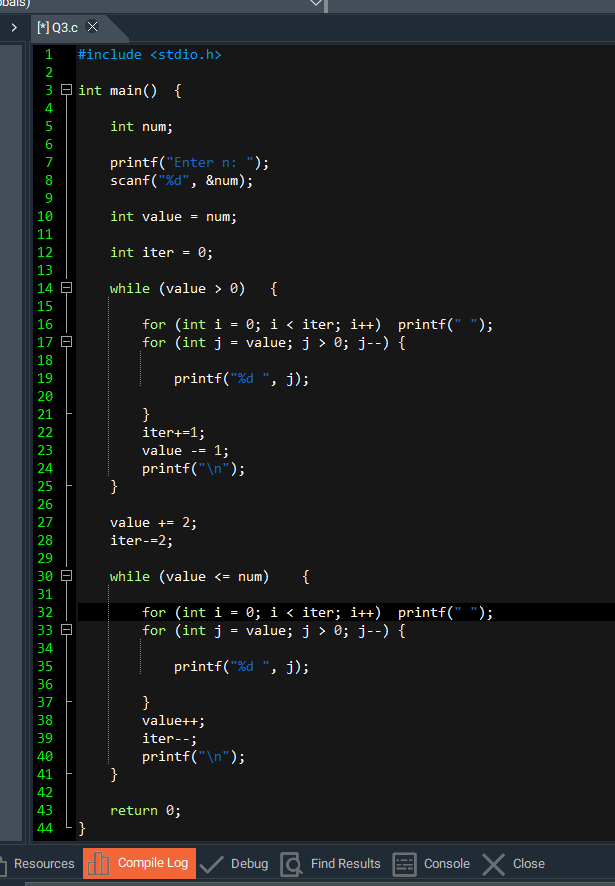 obals)
[*] Q3.c
1 #include <stdio.h>
2
3 int main()  {
4
5     int num;
6
7     printf("Enter n: ");
8     scanf("%d", &num);
9
10     int value = num;
11
12     int iter = 0;
13
14     while (value > 0)   {
15
16         for (int i = 0; i < iter; i++)  printf(" ");
17         for (int j = value; j > 0; j--) {
18
19             printf("%d ", j);
20
21         }
22         iter+=1;
23         value -= 1;
24         printf("\n");
25     }
26
27     value += 2;
28     iter-=2;
29
30     while (value <= num)    {
31
32         for (int i = 0; i < iter; i++)  printf(" ");
33         for (int j = value; j > 0; j--) {
34
35             printf("%d ", j);
36
37         }
38         value++;
39         iter--;
40         printf("\n");
41     }
42
43     return 0;
44 }
Resources Compile Log Debug Find Results Console Close